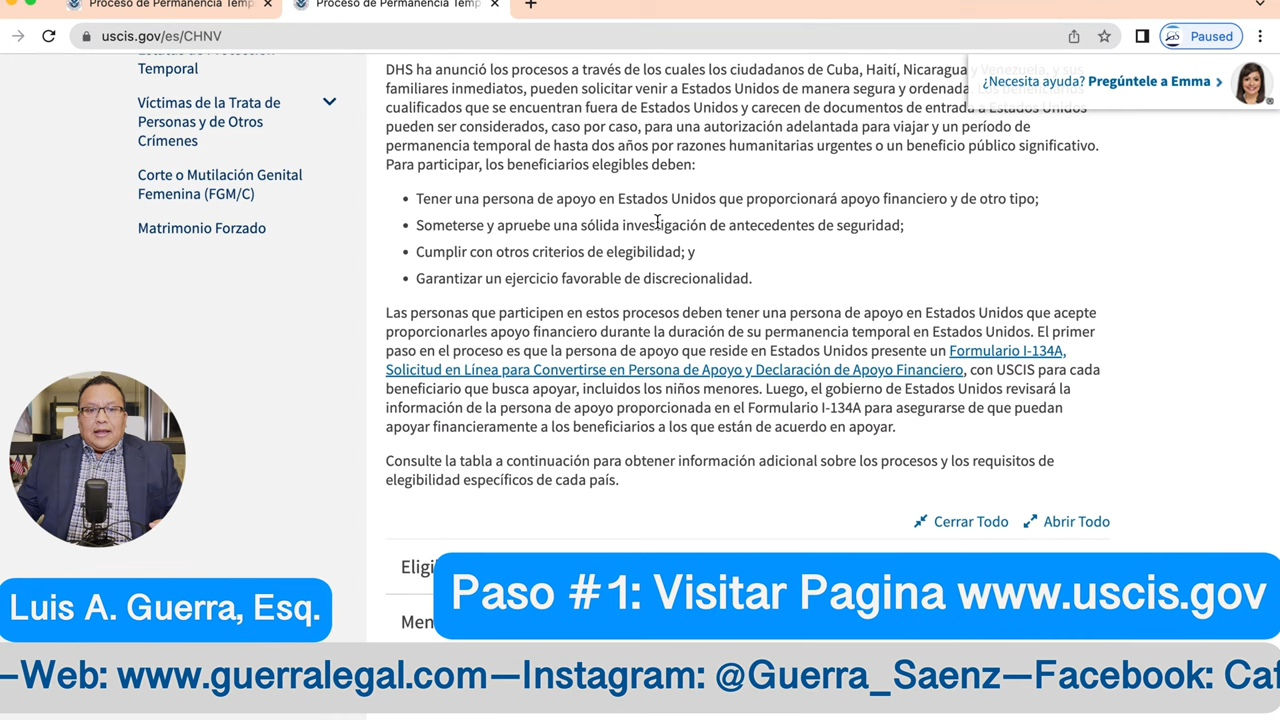 Proceso de Permanencia Temp
Proceso de Permanencia Temp
uscis.gov/es/CHNV
Paused
Temporal
Víctimas de la Trata de
Personas y de Otros
Crímenes
Corte o Mutilación Genital
Femenina (FGM/C)
Matrimonio Forzado
¿Necesita ayuda? Pregúntele a Emma
DHS ha anunció los procesos a través de los cuales los ciudadanos de Cuba, Haití, Nicaragua y Venezuela, y sus
familiares inmediatos, pueden solicitar venir a Estados Unidos de manera segura y ordenada. Los beneficiarios
cualificados que se encuentran fuera de Estados Unidos y carecen de documentos de entrada a Estados Unidos
pueden ser considerados, caso por caso, para una autorización adelantada para viajar y un período de
permanencia temporal de hasta dos años por razones humanitarias urgentes o un beneficio público significativo.
Para participar, los beneficiarios elegibles deben:
• Tener una persona de apoyo en Estados Unidos que proporcionará apoyo financiero y de otro tipo;
• Someterse y apruebe una sólida investigación de antecedentes de seguridad;
• Cumplir con otros criterios de elegibilidad; y
• Garantizar un ejercicio favorable de discrecionalidad.
Las personas que participen en estos procesos deben tener una persona de apoyo en Estados Unidos que acepte
proporcionarles apoyo financiero durante la duración de su permanencia temporal en Estados Unidos. El primer
paso en el proceso es que la persona de apoyo que reside en Estados Unidos presente un Formulario I-134A,
Solicitud en Línea para Convertirse en Persona de Apoyo y Declaración de Apoyo Financiero, con USCIS para cada
beneficiario que busca apoyar, incluidos los niños menores. Luego, el gobierno de Estados Unidos revisará la
información de la persona de apoyo proporcionada en el Formulario I-134A para asegurarse de que puedan
apoyar financieramente a los beneficiarios a los que están de acuerdo en apoyar.
Consulte la tabla a continuación para obtener información adicional sobre los procesos y los requisitos de
elegibilidad específicos de cada país.
Cerrar Todo Abrir Todo
Eligi
Men
Paso #1: Visitar Pagina www.uscis.gov
Luis A. Guerra, Esq.
—Web: www.guerralegal.com—Instagram: @Guerra_Saenz—Facebook: Caf